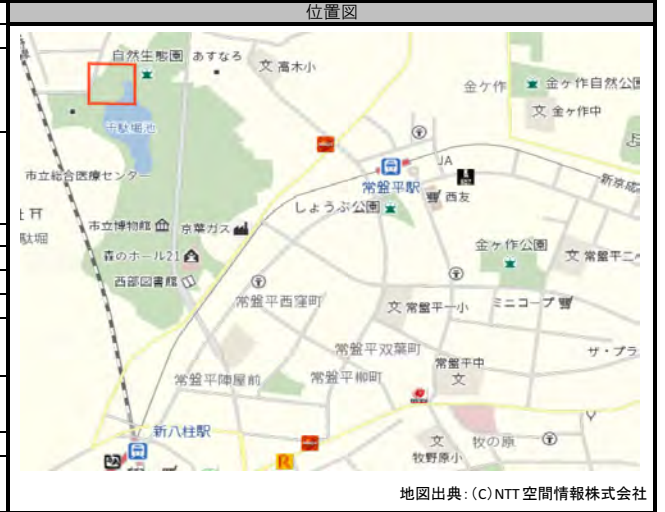 位置図
自然生態園
あすなろ
文 高木小
金ケ作
金ケ作自然公園
文 金ケ作中
千駄堀池
JA
常盤平駅
新京成
市立総合医療センター
しょうぶ公園
西友
駄堀
市立博物館
京葉ガス
金ケ作公園
文 常盤平二
森のホール21
西部図書館
常盤平西窪町
文 常盤平一小
ミニコープ
常盤平双葉町
ザ・プラ
常盤平中
文
常盤平陣屋前
常盤平柳町
新八柱駅
文
牧野原小
牧の原
R
地図出典:(C)NTT空間情報株式会社